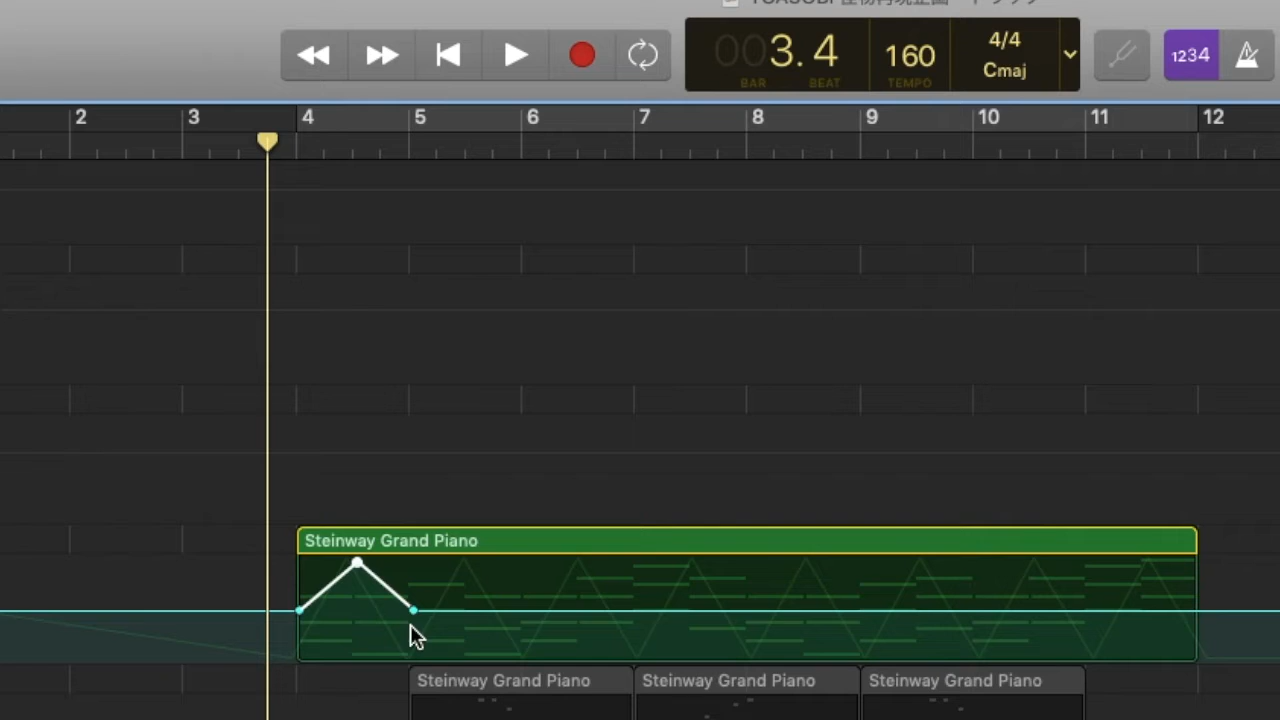 003.4
BAR BEAT
160
TEMPO
4/4
Cmaj
1234
2 3 4 5 6 7 8 9 10 11 12
Steinway Grand Piano
Steinway Grand Piano Steinway Grand Piano Steinway Grand Piano